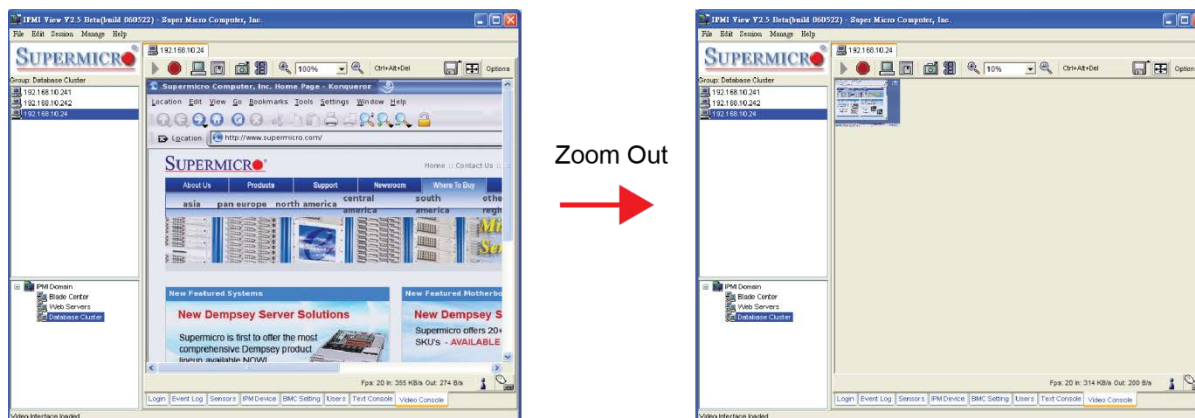 IPMI View V2.5 Beta(build 060522) - Super Micro Computer, Inc.
File Edit Session Manage Help
SUPERMICRO
Group: Database Cluster
192.168.10.241
192.168.10.242
192.168.10.24
IPMI Domain
Blade Center
Web Servers
Database Cluster
192.168.10.24
100% Ctrl+Alt+Del Options
Supermicro Computer, Inc. Home Page - Konqueror
Location Edit View Go Bookmarks Tools Settings Window Help
Location: http://www.supermicro.com/
SUPERMICRO
Home :: Contact Us ::
About Us Products Support Newsroom Where To Buy
asia pan europe north america central america south america
New Featured Systems
New Dempsey Server Solutions
Supermicro is first to offer the most
comprehensive Dempsey product
lineup available NOW!
New Featured Motherbo
New Dempsey S
Supermicro offers 20+
SKU's - AVAILABLE
Fps: 20 In: 355 KB/s Out: 274 B/s
Login Event Log Sensors IPMI Device BMC Setting Users Text Console Video Console
Video Interface loaded
Zoom Out
IPMI View V2.5 Beta(build 060522) - Super Micro Computer, Inc.
File Edit Session Manage Help
SUPERMICRO
Group: Database Cluster
192.168.10.241
192.168.10.242
192.168.10.24
IPMI Domain
Blade Center
Web Servers
Database Cluster
192.168.10.24
10% Ctrl+Alt+Del Options
Fps: 20 In: 314 KB/s Out: 200 B/s
Login Event Log Sensors IPMI Device BMC Setting Users Text Console Video Console
Video Interface loaded